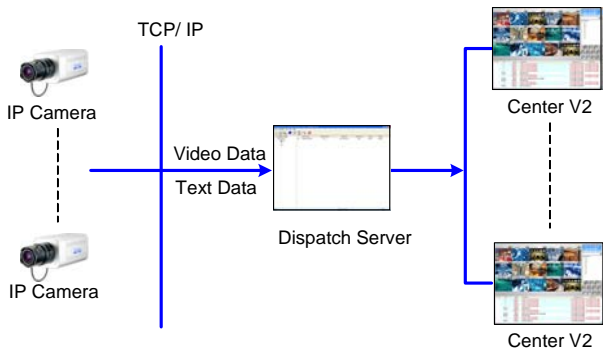 TCP/ IP
IP Camera
Center V2
Video Data
Text Data
Dispatch Server
IP Camera
Center V2